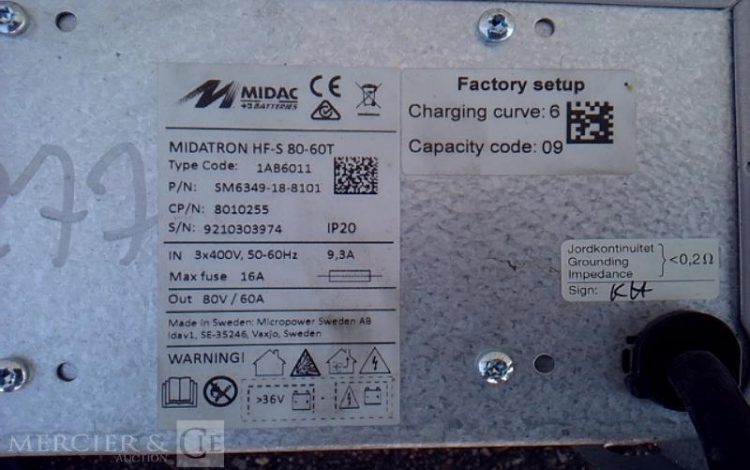 MIDAC
+3 BATTERIES
CE
MIDATRON HF-S 80-60T
Type Code: 1AB6011
P/N: SM6349-18-8101
CP/N: 8010255
S/N: 9210303974 IP20
IN 3x400V, 50-60Hz 9,3A
Max fuse 16A
Out 80V / 60A
Made in Sweden: Micropower Sweden AB
Idav1, SE-35246, Vaxjo, Sweden
WARNING!
>36V
Factory setup
Charging curve: 6
Capacity code: 09
Jordkontinuitet
Grounding
Impedance
<0,2Ω
Sign: KH
MERCIER & CIE
AUCTION